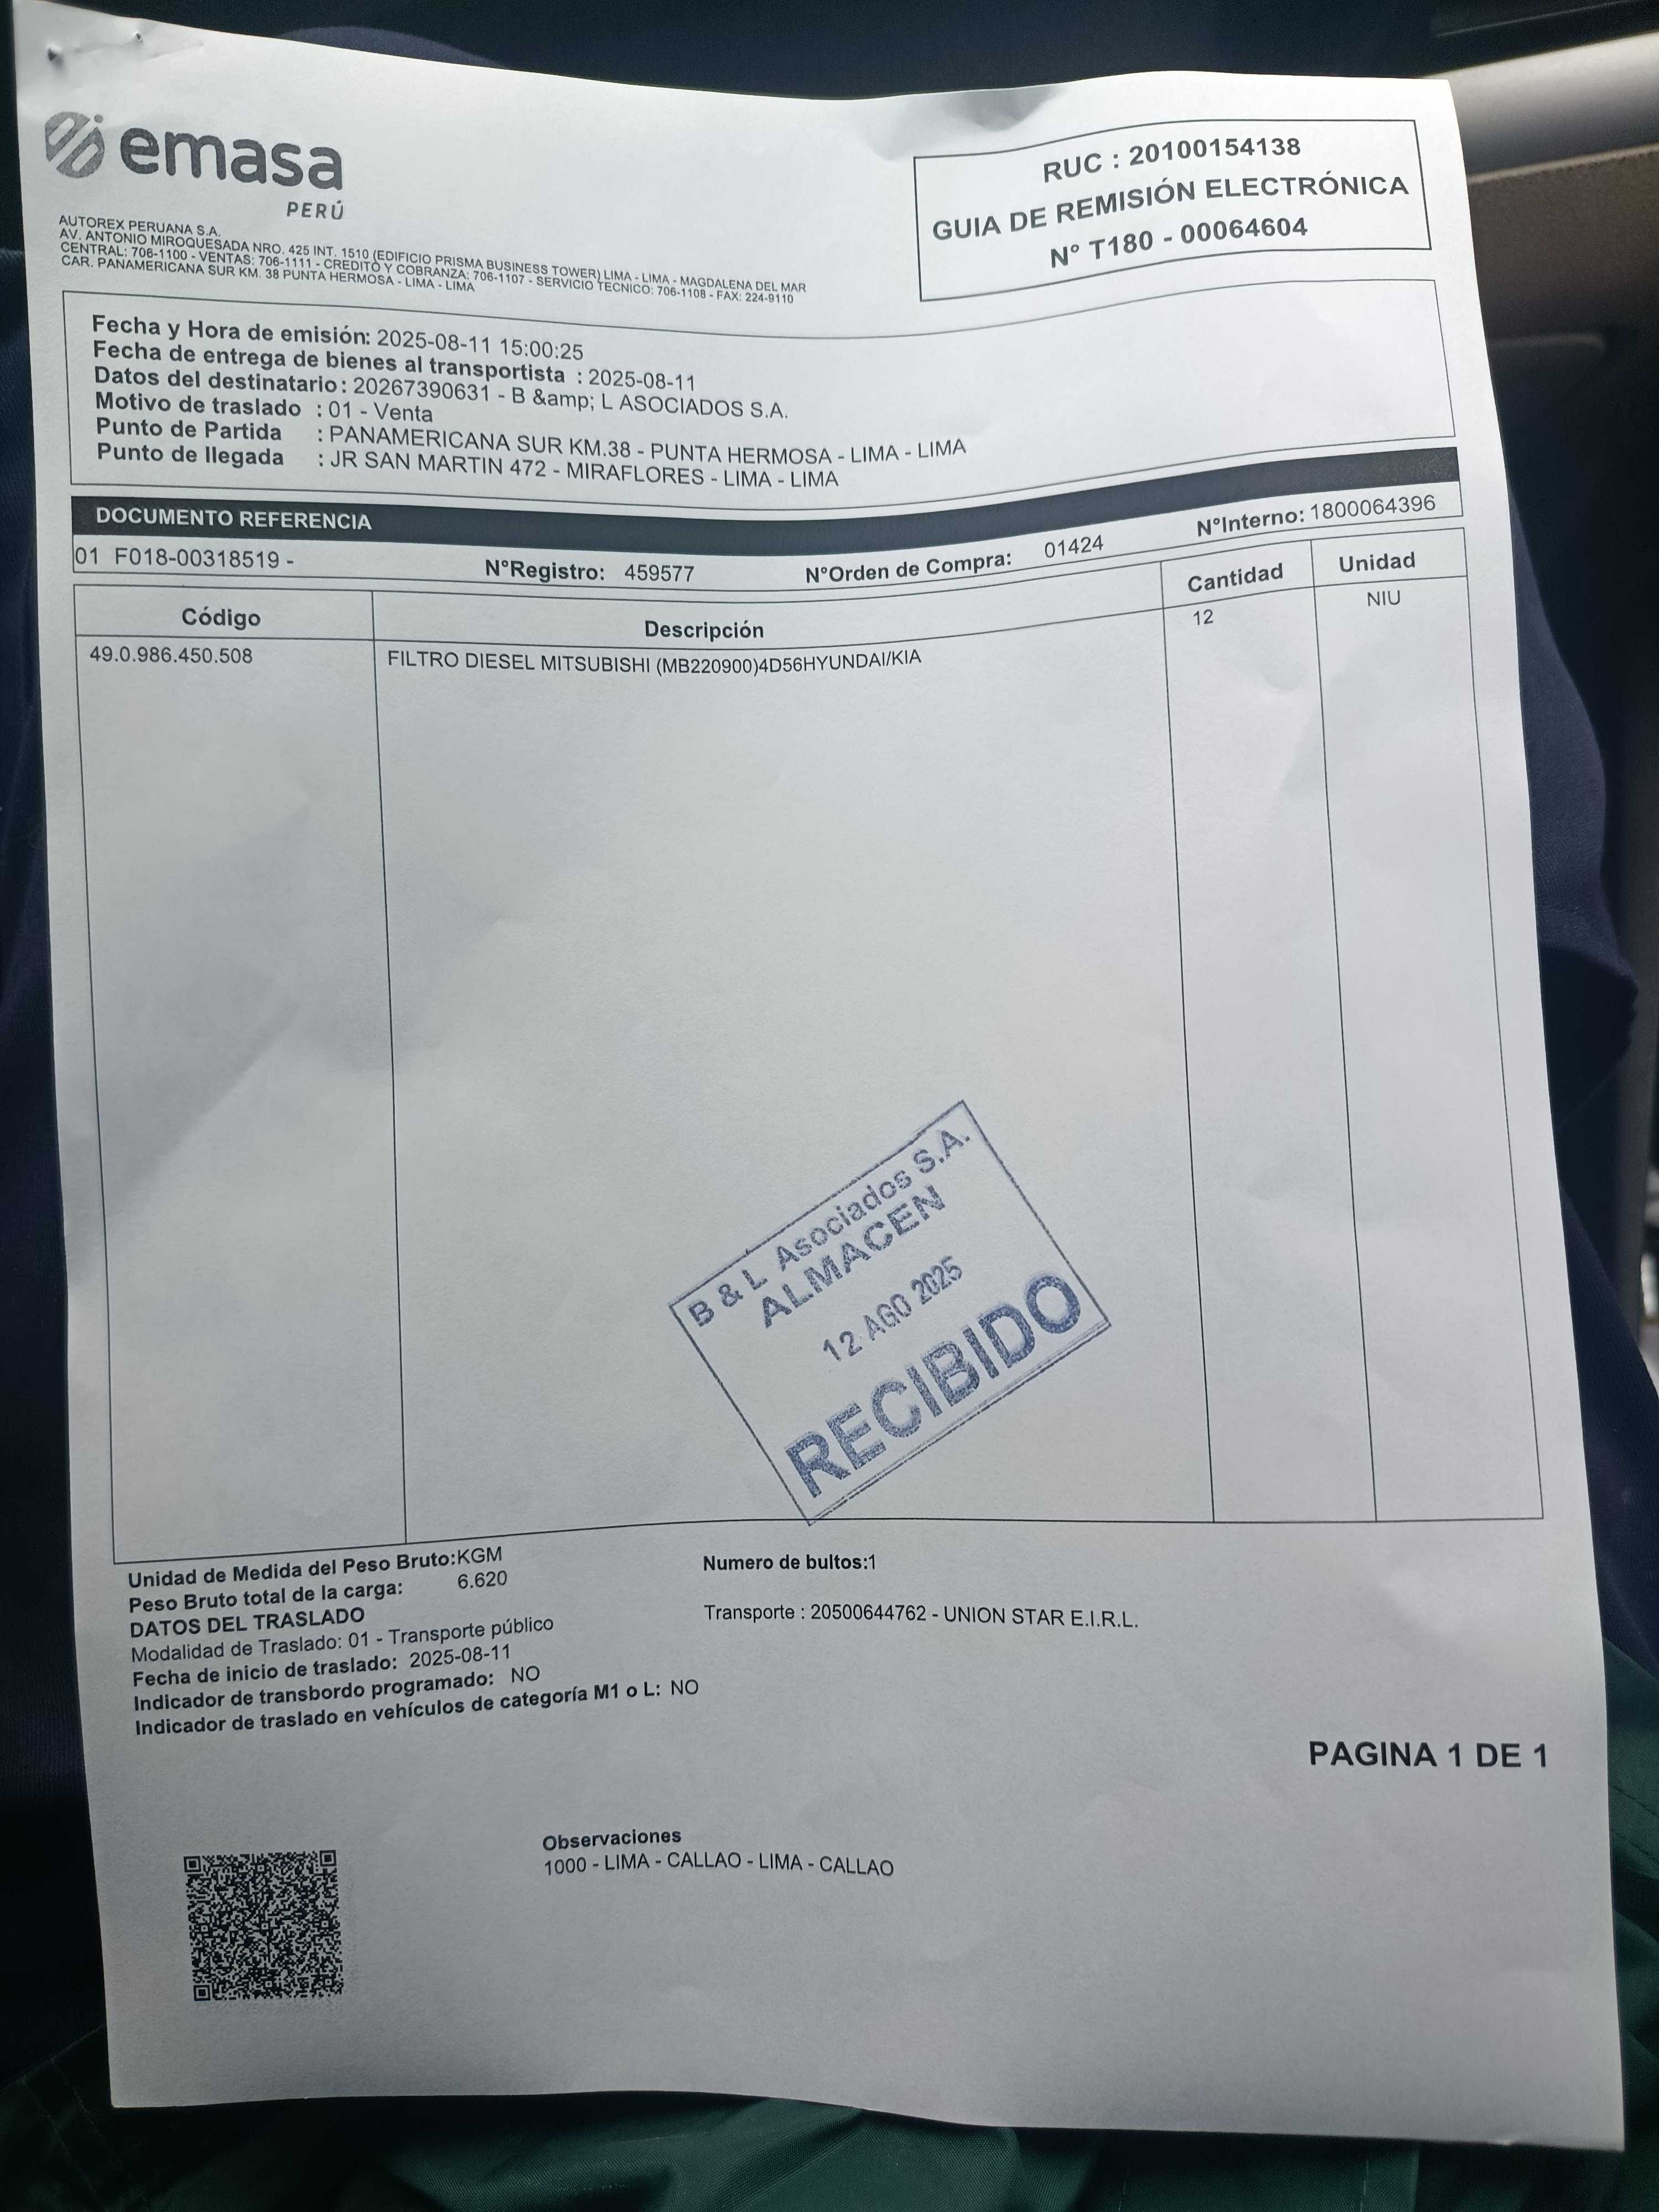 emasa
PERÚ
AUTOREX PERUANA S.A.
AV. ANTONIO MIROQUESADA NRO. 425 INT. 1510 (EDIFICIO PRISMA BUSINESS TOWER) LIMA - LIMA - MAGDALENA DEL MAR
CENTRAL: 706-1100 - VENTAS: 706-1111 - CREDITO Y COBRANZA: 706-1107 - SERVICIO TECNICO: 706-1108 - FAX: 224-9110
CAR. PANAMERICANA SUR KM. 38 PUNTA HERMOSA - LIMA - LIMA
RUC : 20100154138
GUIA DE REMISIÓN ELECTRÓNICA
N° T180 - 00064604
Fecha y Hora de emisión: 2025-08-11 15:00:25
Fecha de entrega de bienes al transportista : 2025-08-11
Datos del destinatario : 20267390631 - B &amp; L ASOCIADOS S.A.
Motivo de traslado : 01 - Venta
Punto de Partida : PANAMERICANA SUR KM.38 - PUNTA HERMOSA - LIMA - LIMA
Punto de llegada : JR SAN MARTIN 472 - MIRAFLORES - LIMA - LIMA
DOCUMENTO REFERENCIA
01 F018-00318519 - N°Registro: 459577 N°Orden de Compra: 01424 N°Interno: 1800064396
Código Descripción Cantidad Unidad
49.0.986.450.508 FILTRO DIESEL MITSUBISHI (MB220900)4D56HYUNDAI/KIA 12 NIU
B & L Asociados S.A.
ALMACEN
12 AGO 2025
RECIBIDO
Unidad de Medida del Peso Bruto:KGM Numero de bultos:1
Peso Bruto total de la carga: 6.620
DATOS DEL TRASLADO Transporte : 20500644762 - UNION STAR E.I.R.L.
Modalidad de Traslado: 01 - Transporte público
Fecha de inicio de traslado: 2025-08-11
Indicador de transbordo programado: NO
Indicador de traslado en vehículos de categoría M1 o L: NO
PAGINA 1 DE 1
Observaciones
1000 - LIMA - CALLAO - LIMA - CALLAO